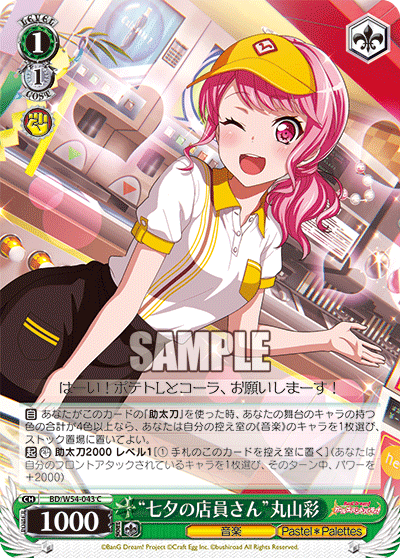 LEVEL
1
1
COST
SAMPLE
はーい！ポテトLとコーラ、お願いしまーす！
自 あなたがこのカードの「助太刀」を使った時、あなたの舞台のキャラの持つ
色の合計が4色以上なら、あなたは自分の控え室の《音楽》のキャラを1枚選び、
ストック置場に置いてよい。
起 助太刀2000 レベル1［① 手札のこのカードを控え室に置く］（あなたは
自分のフロントアタックされているキャラを1枚選び、そのターン中、パワーを
+2000）
CH BD/W54-043 C
1000
“七夕の店員さん”丸山彩
音楽
Pastel＊Palettes
©BanG Dream! Project ©Craft Egg Inc. ©bushiroad All Rights Reserved.